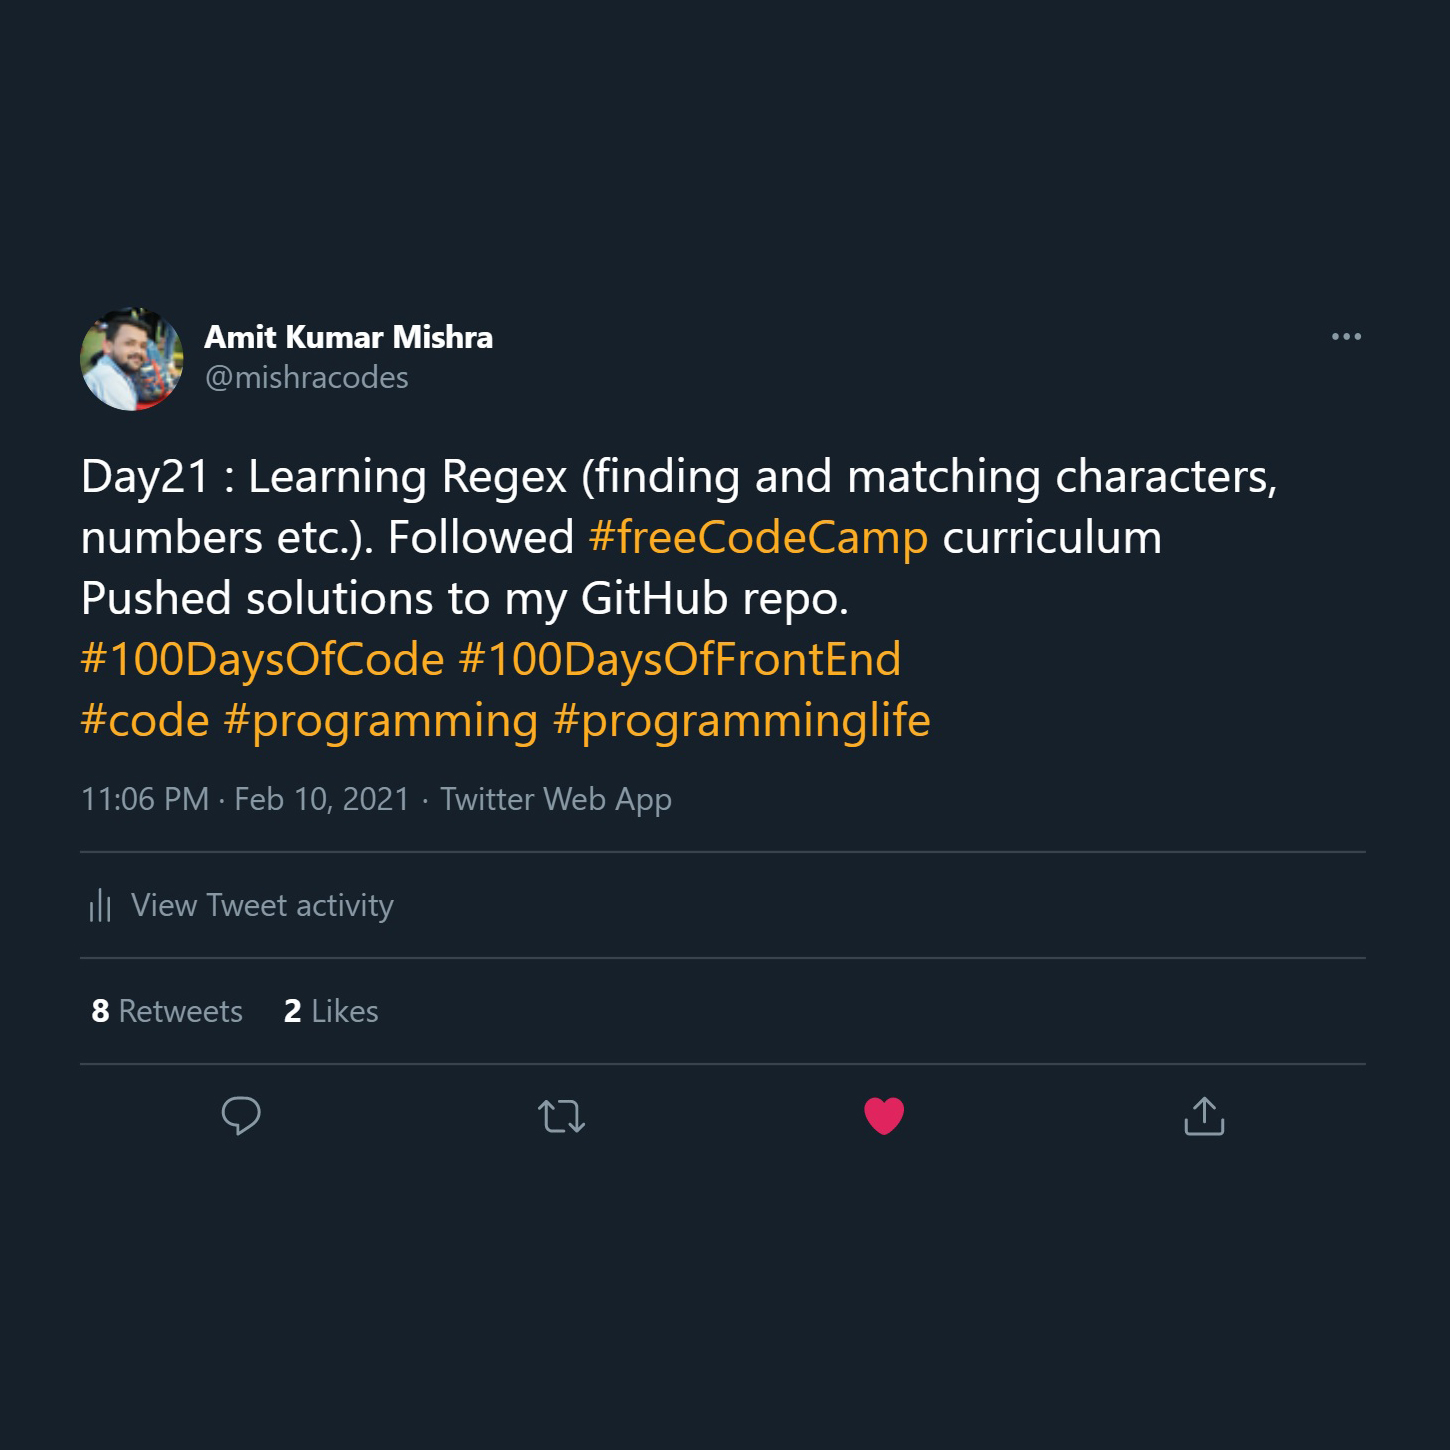 Amit Kumar Mishra
@mishracodes
Day21 : Learning Regex (finding and matching characters,
numbers etc.). Followed #freeCodeCamp curriculum
Pushed solutions to my GitHub repo.
#100DaysOfCode #100DaysOfFrontEnd
#code #programming #programminglife
11:06 PM · Feb 10, 2021 · Twitter Web App
View Tweet activity
8 Retweets 2 Likes